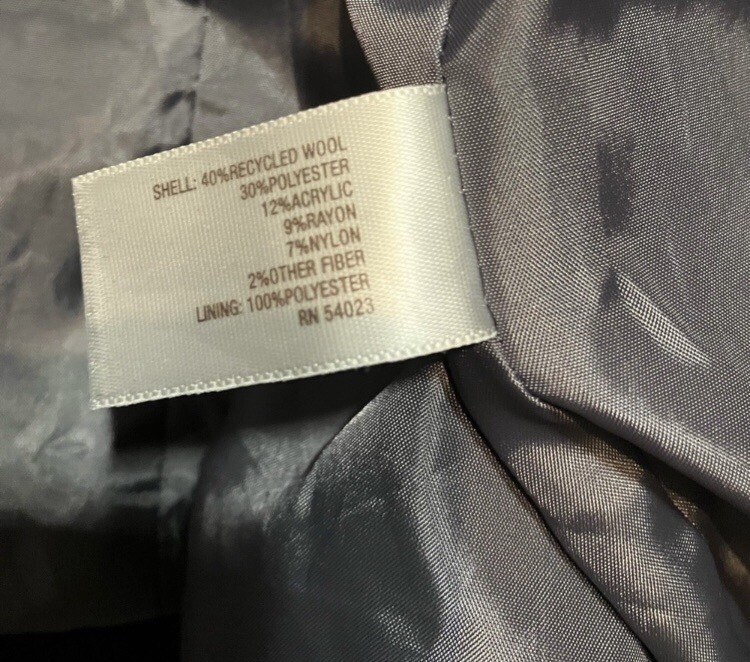 SHELL: 40%RECYCLED WOOL
30%POLYESTER
12%ACRYLIC
9%RAYON
7%NYLON
2%OTHER FIBER
LINING: 100%POLYESTER
RN 54023